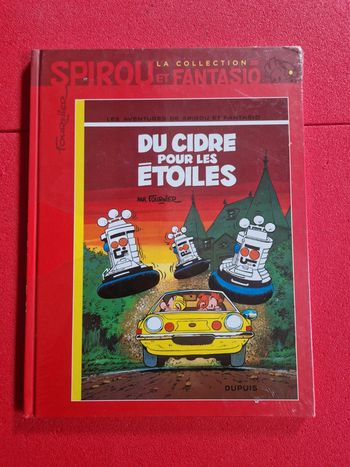 LA COLLECTION
SPIROU ET FANTASIO
FOURNIER
LES AVENTURES DE SPIROU ET FANTASIO
DU CIDRE
POUR LES
ÉTOILES
PAR FOURNIER
DUPUIS